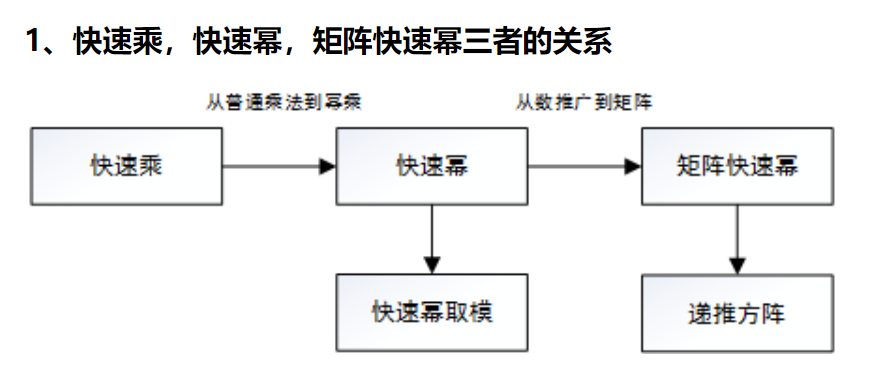 1、快速乘，快速幂，矩阵快速幂三者的关系
从普通乘法到幂乘
从数推广到矩阵
快速乘
快速幂
矩阵快速幂
快速幂取模
递推方阵